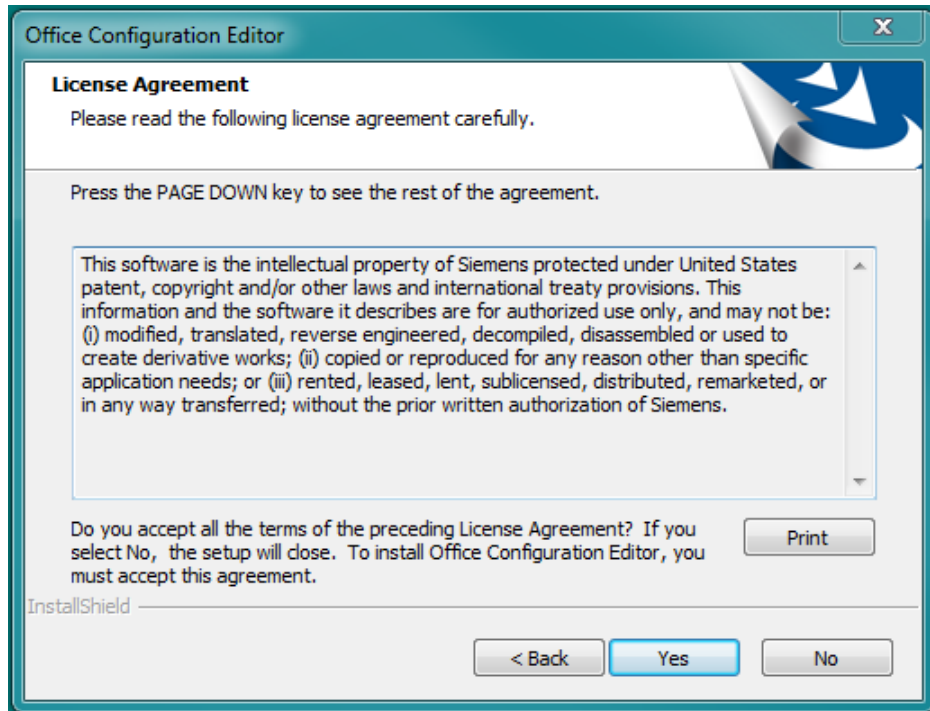 Office Configuration Editor
License Agreement
Please read the following license agreement carefully.
Press the PAGE DOWN key to see the rest of the agreement.
This software is the intellectual property of Siemens protected under United States
patent, copyright and/or other laws and international treaty provisions. This
information and the software it describes are for authorized use only, and may not be:
(i) modified, translated, reverse engineered, decompiled, disassembled or used to
create derivative works; (ii) copied or reproduced for any reason other than specific
application needs; or (iii) rented, leased, lent, sublicensed, distributed, remarketed, or
in any way transferred; without the prior written authorization of Siemens.
Do you accept all the terms of the preceding License Agreement? If you
select No, the setup will close. To install Office Configuration Editor, you
must accept this agreement.
Print
InstallShield
< Back
Yes
No